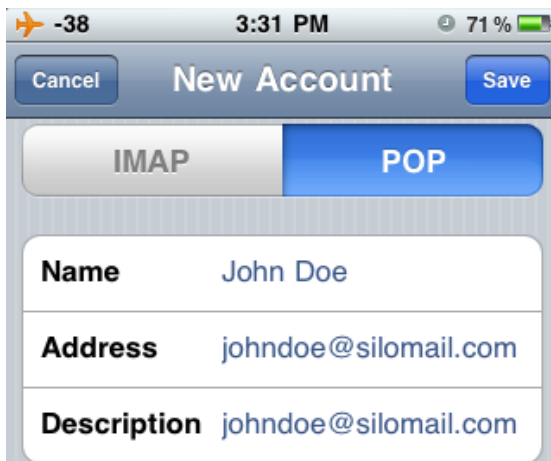 -38 3:31 PM 71%
Cancel New Account Save
IMAP POP
Name John Doe
Address johndoe@silomail.com
Description johndoe@silomail.com